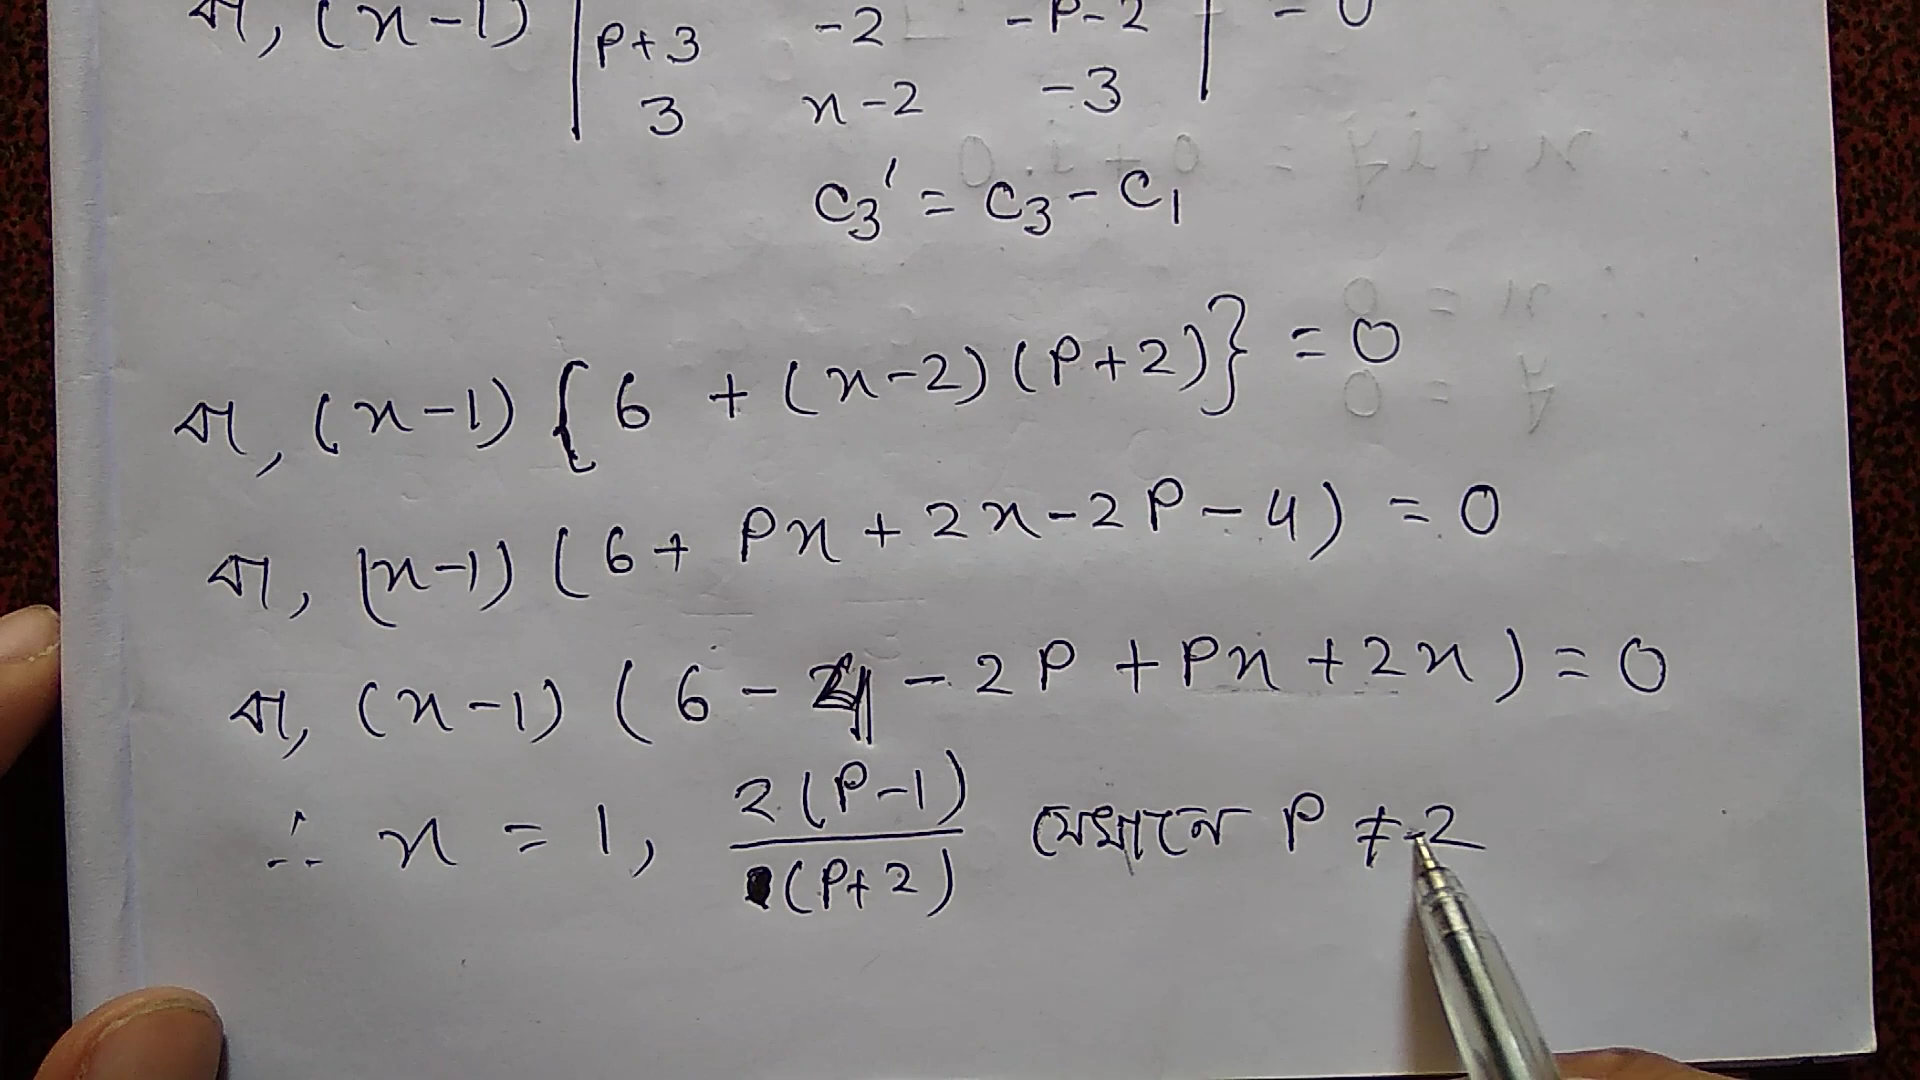 বা, (x-1) | p+3 -2 -p-2 | = 0
3 x-2 -3
C₃' = C₃ - C₁
বা, (x-1) {6 + (x-2)(p+2)} = 0
বা, (x-1) (6 + px + 2x - 2p - 4) = 0
বা, (x-1) (6 - 4 - 2p + px + 2x) = 0
∴ x = 1, 2(p-1)/(p+2) যেখানে p ≠ -2